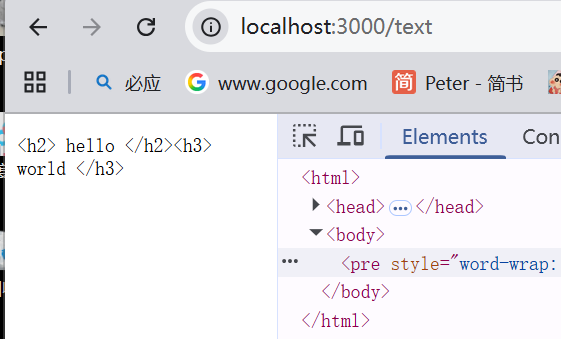 localhost:3000/text
必应
www.google.com
Peter - 简书
<h2> hello </h2><h3>
world </h3>
Elements
Con
<html>
<head> ••• </head>
<body>
••• <pre style="word-wrap:
</body>
</html>